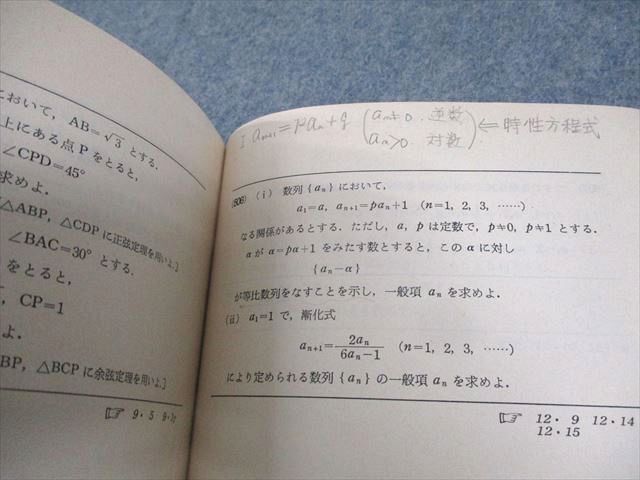 において, AB=√3 とする.
上にある点Pをとると,
∠CPD=45°
求めよ.
△ABP, △CDPに正弦定理を用いよ.]
∠BAC=30° とする.
をとると,
, CP=1
よ.
BP, △BCPに余弦定理を用いよ.]
☞ 9・5
I. aₙ₊₁=paₙ+q (aₙ≠0. 逆数 aₙ>0 対数) ⇐ 特性方程式
(506) (i) 数列 {aₙ} において,
a₁=a, aₙ₊₁=paₙ+1 (n=1, 2, 3, ……)
なる関係があるとする. ただし, a, p は定数で, p≠0, p≠1 とする.
α が α=pα+1 をみたす数とすると, この α に対し
{aₙ−α}
が等比数列をなすことを示し, 一般項 aₙ を求めよ.
(ii) a₁=1 で, 漸化式
aₙ₊₁=2aₙ/(6aₙ−1) (n=1, 2, 3, ……)
により定められる数列 {aₙ} の一般項 aₙ を求めよ.
☞ 12・9 12・14
12・15